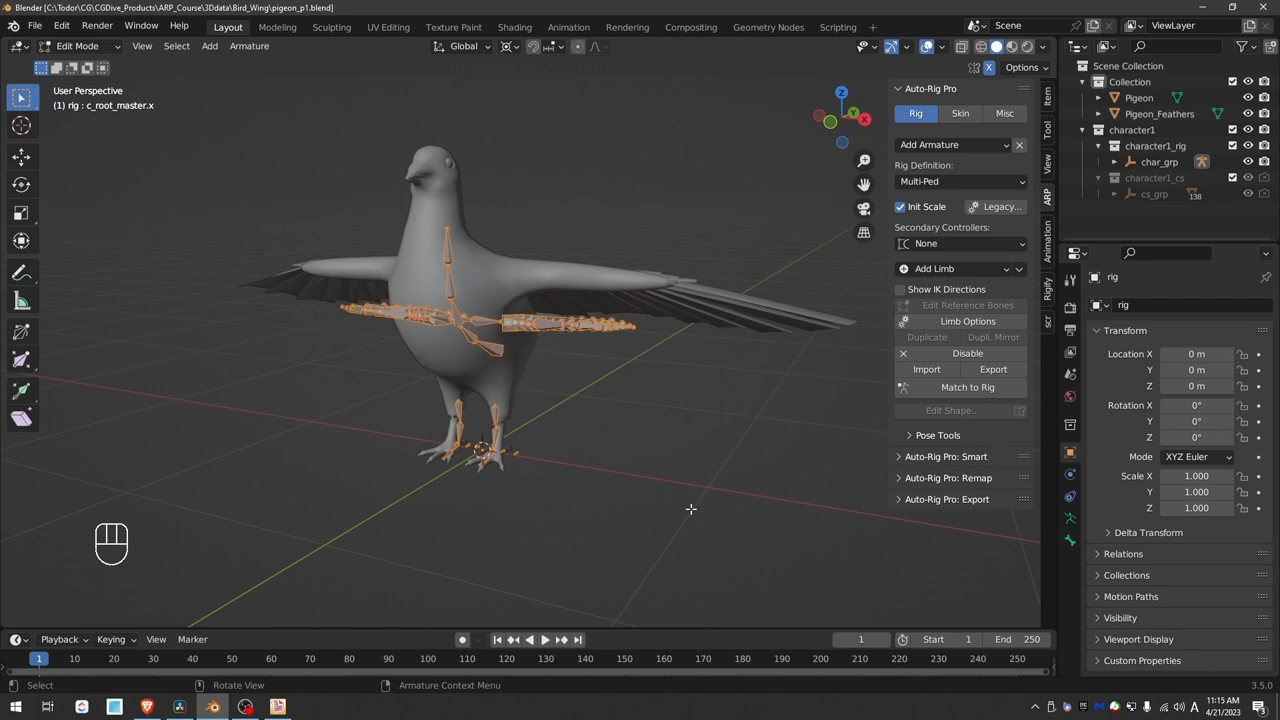 Blender [C:\Todor\CG\CGDive_Products\ARP_Course\3Ddata\Bird_Wing\pigeon_p1.blend]
File Edit Render Window Help Layout Modeling Sculpting UV Editing Texture Paint Shading Animation Rendering Compositing Geometry Nodes Scripting Scene ViewLayer
Edit Mode View Select Add Armature Global
X Options
User Perspective
(1) rig : c_root_master.x
Z
Y
X
Auto-Rig Pro
Rig Skin Misc
Add Armature
Rig Definition:
Multi-Ped
Init Scale Legacy...
Secondary Controllers:
None
Add Limb
Show IK Directions
Edit Reference Bones
Limb Options
Duplicate Dupli. Mirror
Disable
Import Export
Match to Rig
Edit Shape...
Pose Tools
Auto-Rig Pro: Smart
Auto-Rig Pro: Remap
Auto-Rig Pro: Export
Item
Tool
View
ARP
Animation
Rigify
scr
Scene Collection
Collection
Pigeon
Pigeon_Feathers
character1
character1_rig
char_grp
character1_cs
cs_grp 138
rig
rig
Transform
Location X 0 m
Y 0 m
Z 0 m
Rotation X 0°
Y 0°
Z 0°
Mode XYZ Euler
Scale X 1.000
Y 1.000
Z 1.000
Delta Transform
Relations
Collections
Motion Paths
Visibility
Viewport Display
Custom Properties
Playback Keying View Marker 1 Start 1 End 250
1 10 20 30 40 50 60 70 80 90 100 110 120 130 140 150 160 170 180 190 200 210 220 230 240 250
Select Rotate View Armature Context Menu 3.5.0
11:15 AM
4/21/2023
A
3